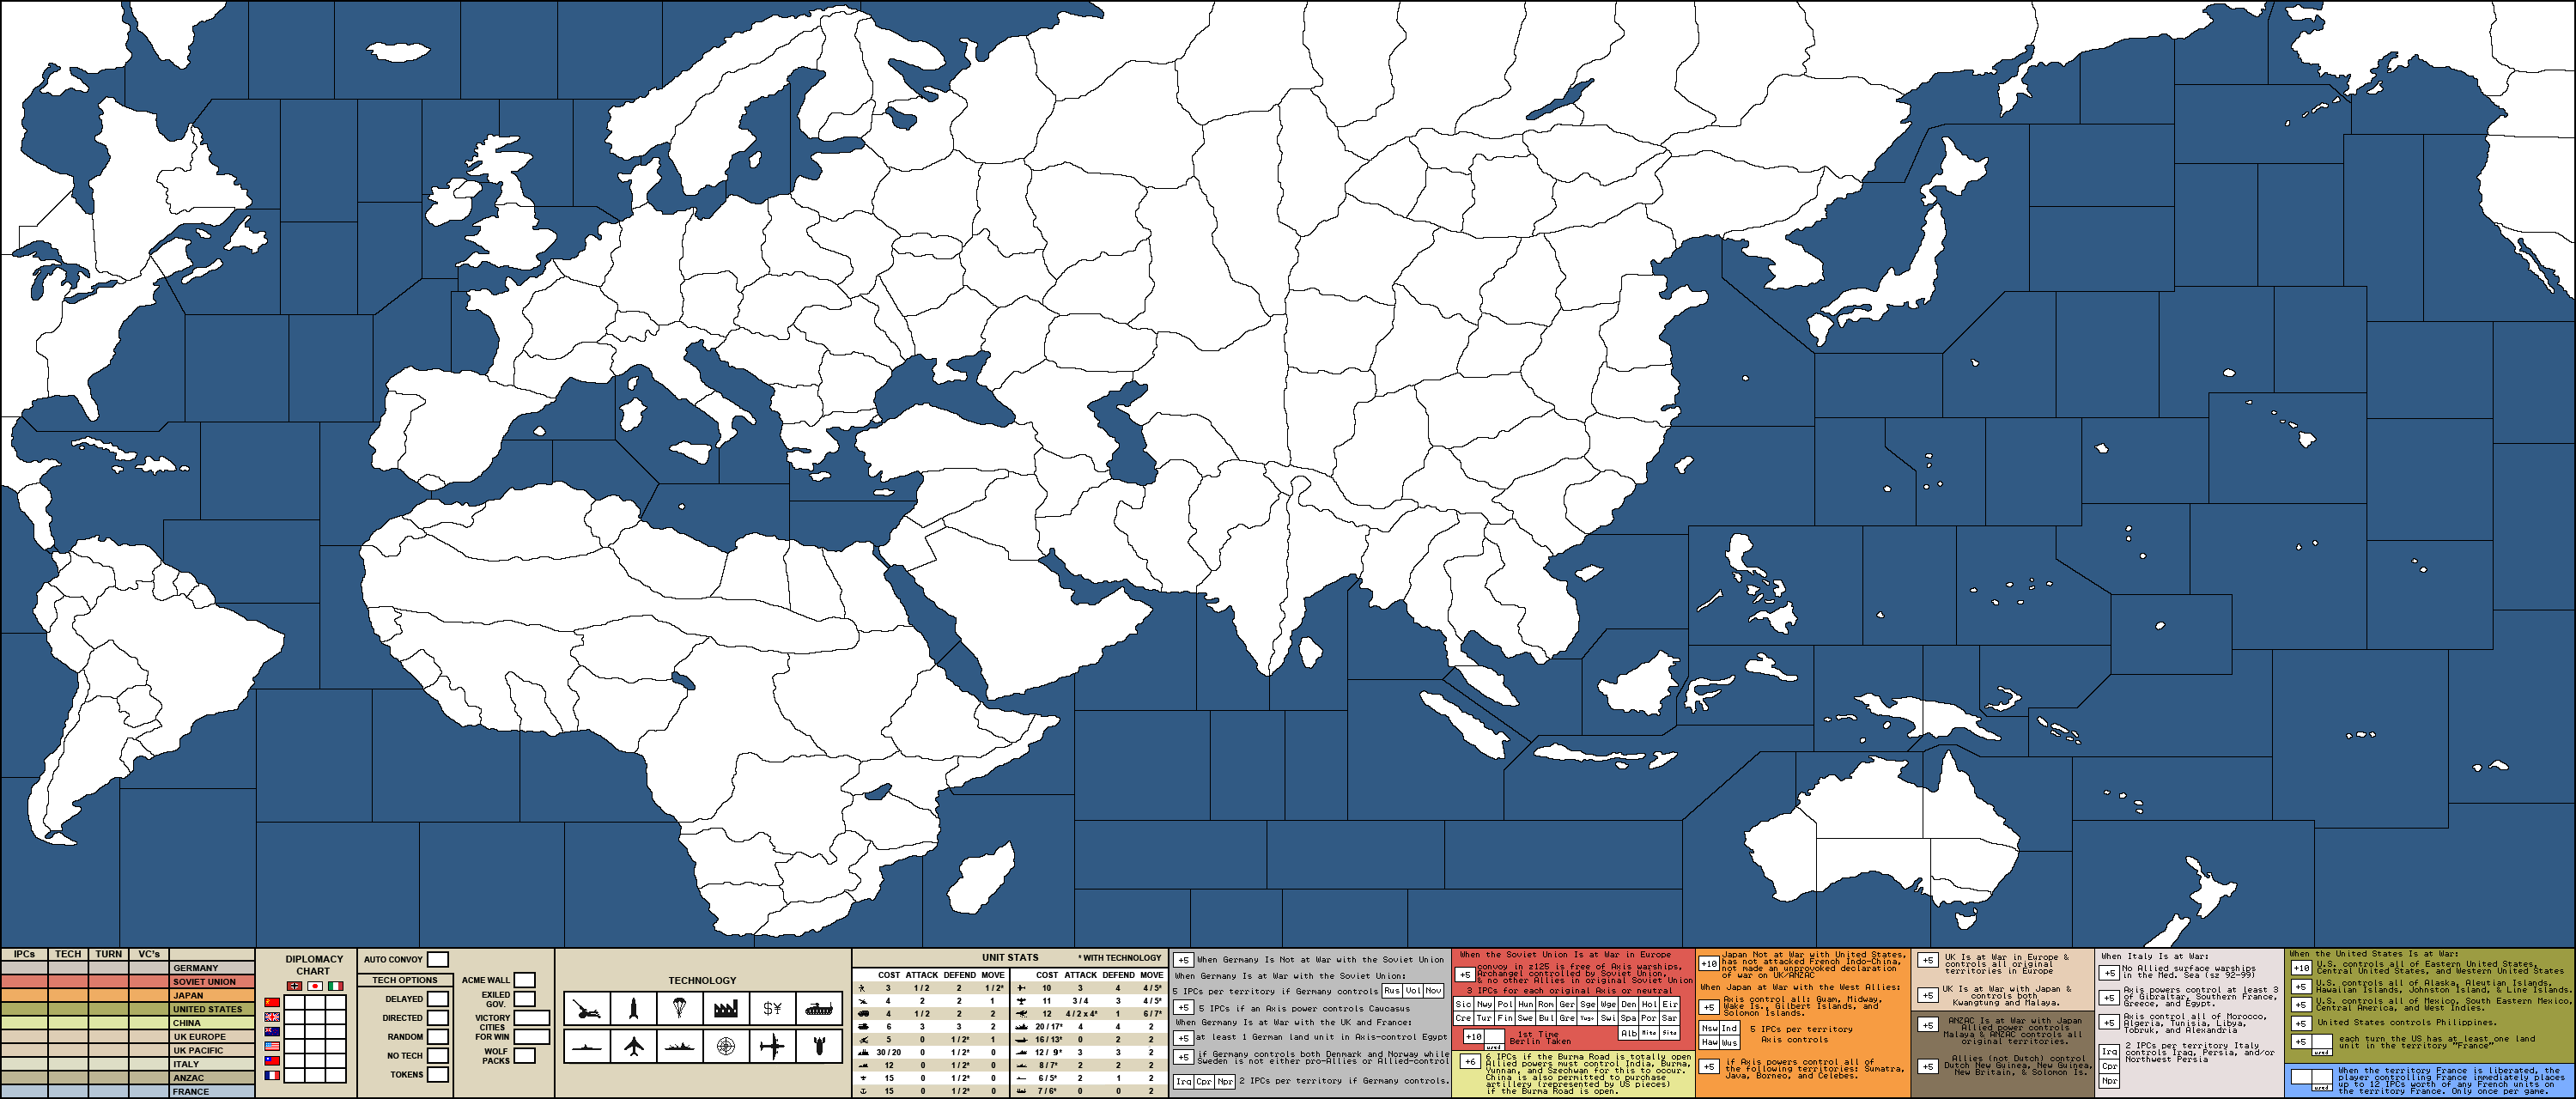 IPCs TECH TURN VC's
GERMANY
SOVIET UNION
JAPAN
UNITED STATES
CHINA
UK EUROPE
UK PACIFIC
ITALY
ANZAC
FRANCE
DIPLOMACY
CHART
AUTO CONVOY
TECH OPTIONS
DELAYED
DIRECTED
RANDOM
NO TECH
TOKENS
ACME WALL
EXILED
GOV.
VICTORY
CITIES
FOR WIN
WOLF
PACKS
TECHNOLOGY
$¥
UNIT STATS * WITH TECHNOLOGY
COST ATTACK DEFEND MOVE COST ATTACK DEFEND MOVE
3 1 / 2 2 1 / 2* 10 3 4 4 / 5*
4 2 2 1 11 3 / 4 3 4 / 5*
4 1 / 2 2 2 12 4 / 2 x 4* 1 6 / 7*
6 3 3 2 20 / 17* 4 4 2
5 0 1 / 2* 1 16 / 13* 0 2 2
30 / 20 0 1 / 2* 0 12 / 9* 3 3 2
12 0 1 / 2* 0 8 / 7* 2 2 2
15 0 1 / 2* 0 6 / 5* 2 1 2
15 0 1 / 2* 0 7 / 6* 0 0 2
+5 When Germany Is Not at War with the Soviet Union
When Germany Is at War with the Soviet Union:
5 IPCs per territory if Germany controls Rus Vol Nov
+5 5 IPCs if an Axis power controls Caucasus
When Germany Is at War with the UK and France:
+5 at least 1 German land unit in Axis-control Egypt
+5 if Germany controls both Denmark and Norway while
Sweden is not either pro-Allies or Allied-control
Irq Cpr Npr 2 IPCs per territory if Germany controls.
When the Soviet Union Is at War in Europe
+5 convoy in z125 is free of Axis warships,
Archangel controlled by Soviet Union,
& no other Allies in original Soviet Union
3 IPCs for each original Axis or neutral
Sic Nwy Pol Hun Rom Ger Sge Wge Den Hol Eir
Cre Tur Fin Swe Bul Gre Swi Spa Por Sar
Alb
+10 used 1st Time
Berlin Taken
+6 6 IPCs if the Burma Road is totally open
Allied powers must control India, Burma,
Yunnan, and Szechwan for this to occur.
China is also permitted to purchase
artillery (represented by US pieces)
if the Burma Road is open.
+10 Japan Not at War with United States,
has not attacked French Indo-China,
not made an unprovoked declaration
of war on UK/ANZAC
When Japan at War with the West Allies:
+5 Axis control all: Guam, Midway,
Wake Is., Gilbert Islands, and
Solomon Islands.
Nsw Ind
Haw Wus
5 IPCs per territory
Axis controls
+5 if Axis powers control all of
the following territories: Sumatra,
Java, Borneo, and Celebes.
+5 UK Is at War in Europe &
controls all original
territories in Europe
+5 UK Is at War with Japan &
controls both
Kwangtung and Malaya.
+5 ANZAC Is at War with Japan
Allied power controls
Malaya & ANZAC controls all
original territories.
+5 Allies (not Dutch) control
Dutch New Guinea, New Guinea,
New Britain, & Solomon Is.
When Italy Is at War:
+5 No Allied surface warships
in the Med. Sea (sz 92-99)
+5 Axis powers control at least 3
of Gibraltar, Southern France,
Greece, and Egypt.
+5 Axis control all of Morocco,
Algeria, Tunisia, Libya,
Tobruk, and Alexandria
Irq
Cpr
Npr
2 IPCs per territory Italy
controls Iraq, Persia, and/or
Northwest Persia
When the United States Is at War:
+10 U.S. controls all of Eastern United States,
Central United States, and Western United States
+5 U.S. controls all of Alaska, Aleutian Islands,
Hawaiian Islands, Johnston Island, & Line Islands.
+5 U.S. controls all of Mexico, South Eastern Mexico,
Central America, and West Indies.
+5 United States controls Philippines.
+5 used each turn the US has at least one land
unit in the territory "France"
used When the territory France is liberated, the
player controlling France immediately places
up to 12 IPCs worth of any French units on
the territory France. Only once per game.